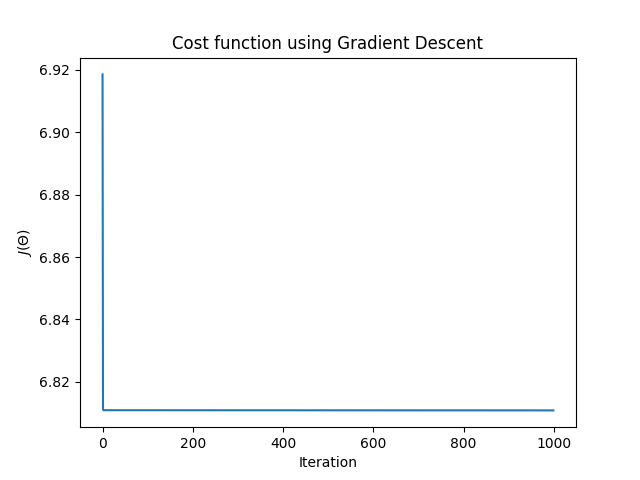 Cost function using Gradient Descent
6.92
6.90
6.88
6.86
6.84
6.82
J(Θ)
0 200 400 600 800 1000
Iteration